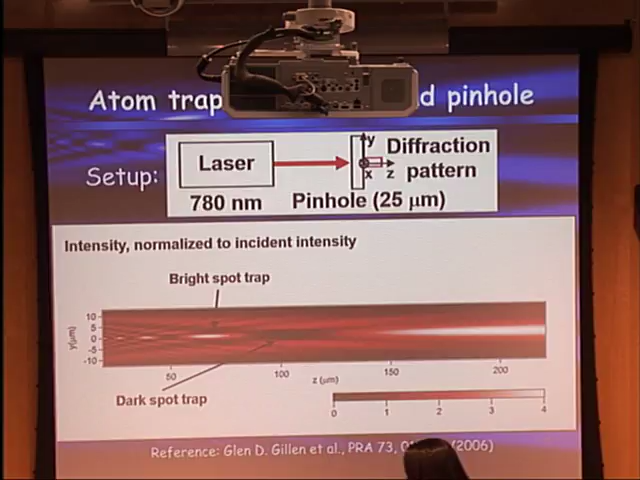 Atom trap d pinhole
Setup:
Laser
y
x z
Diffraction
pattern
780 nm Pinhole (25 µm)
Intensity, normalized to incident intensity
Bright spot trap
y(µm)
10
5
0
-5
-10
50 100 150 200
z (µm)
Dark spot trap
0 1 2 3 4
Reference: Glen D. Gillen et al., PRA 73, (2006)